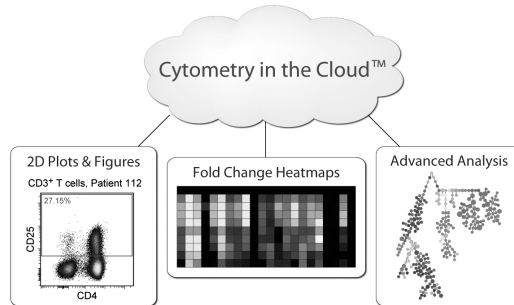 Cytometry in the Cloud™
2D Plots & Figures
CD3⁺ T cells, Patient 112
27.15%
CD25
CD4
Fold Change Heatmaps
Advanced Analysis